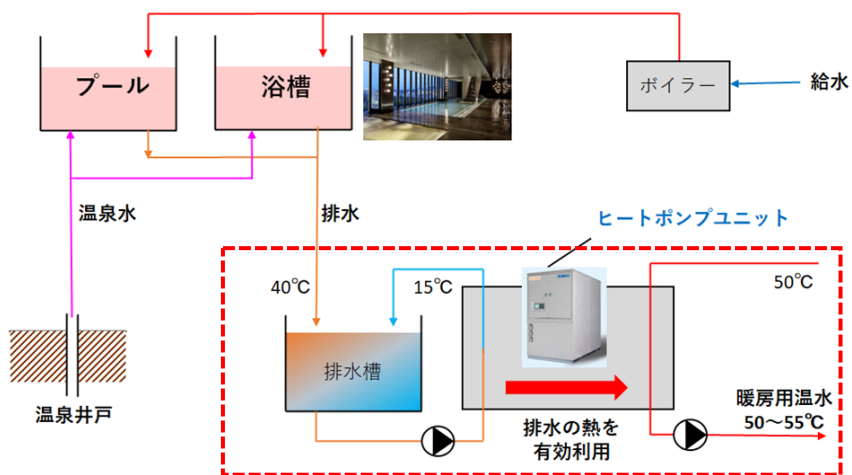 プール
浴槽
ボイラー
給水
温泉水
排水
ヒートポンプユニット
40℃
15℃
50℃
排水槽
温泉井戸
排水の熱を
有効利用
暖房用温水
50～55℃